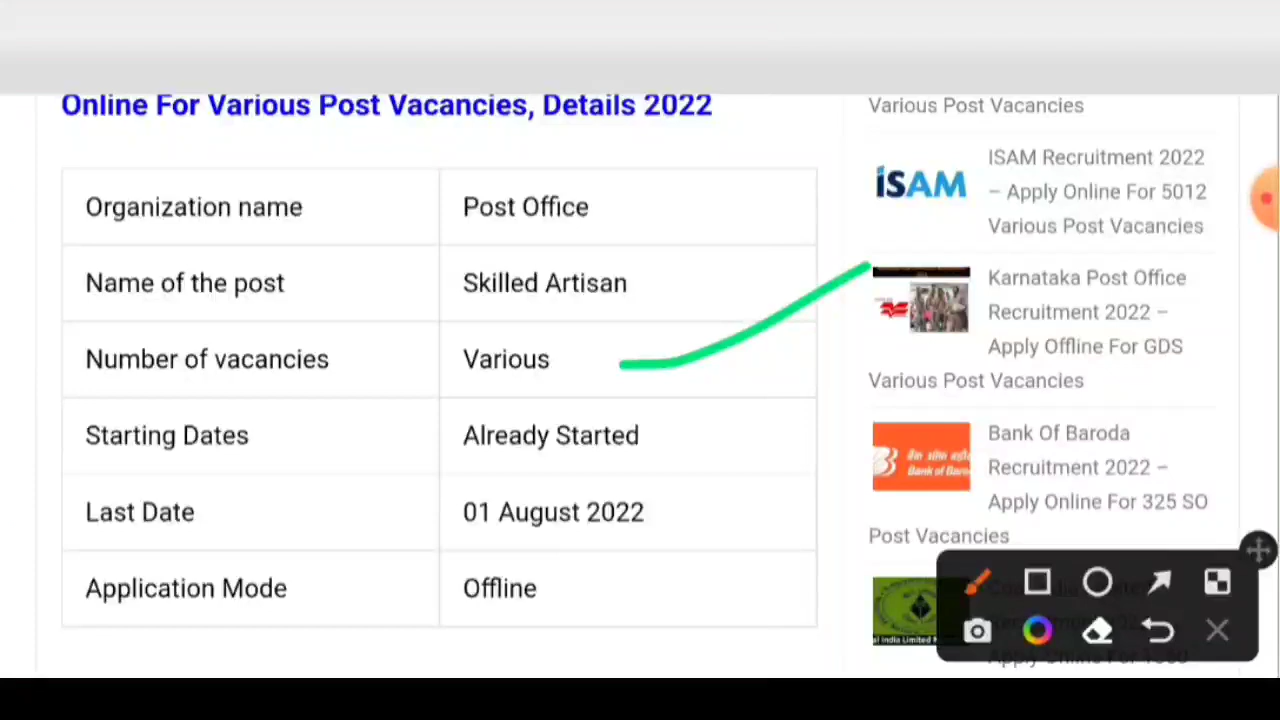 Online For Various Post Vacancies, Details 2022
Organization name Post Office
Name of the post Skilled Artisan
Number of vacancies Various
Starting Dates Already Started
Last Date 01 August 2022
Application Mode Offline
Various Post Vacancies
iSAM
ISAM Recruitment 2022
– Apply Online For 5012
Various Post Vacancies
Karnataka Post Office
Recruitment 2022 –
Apply Offline For GDS
Various Post Vacancies
Bank Of Baroda
Recruitment 2022 –
Apply Online For 325 SO
Post Vacancies
al India Limited